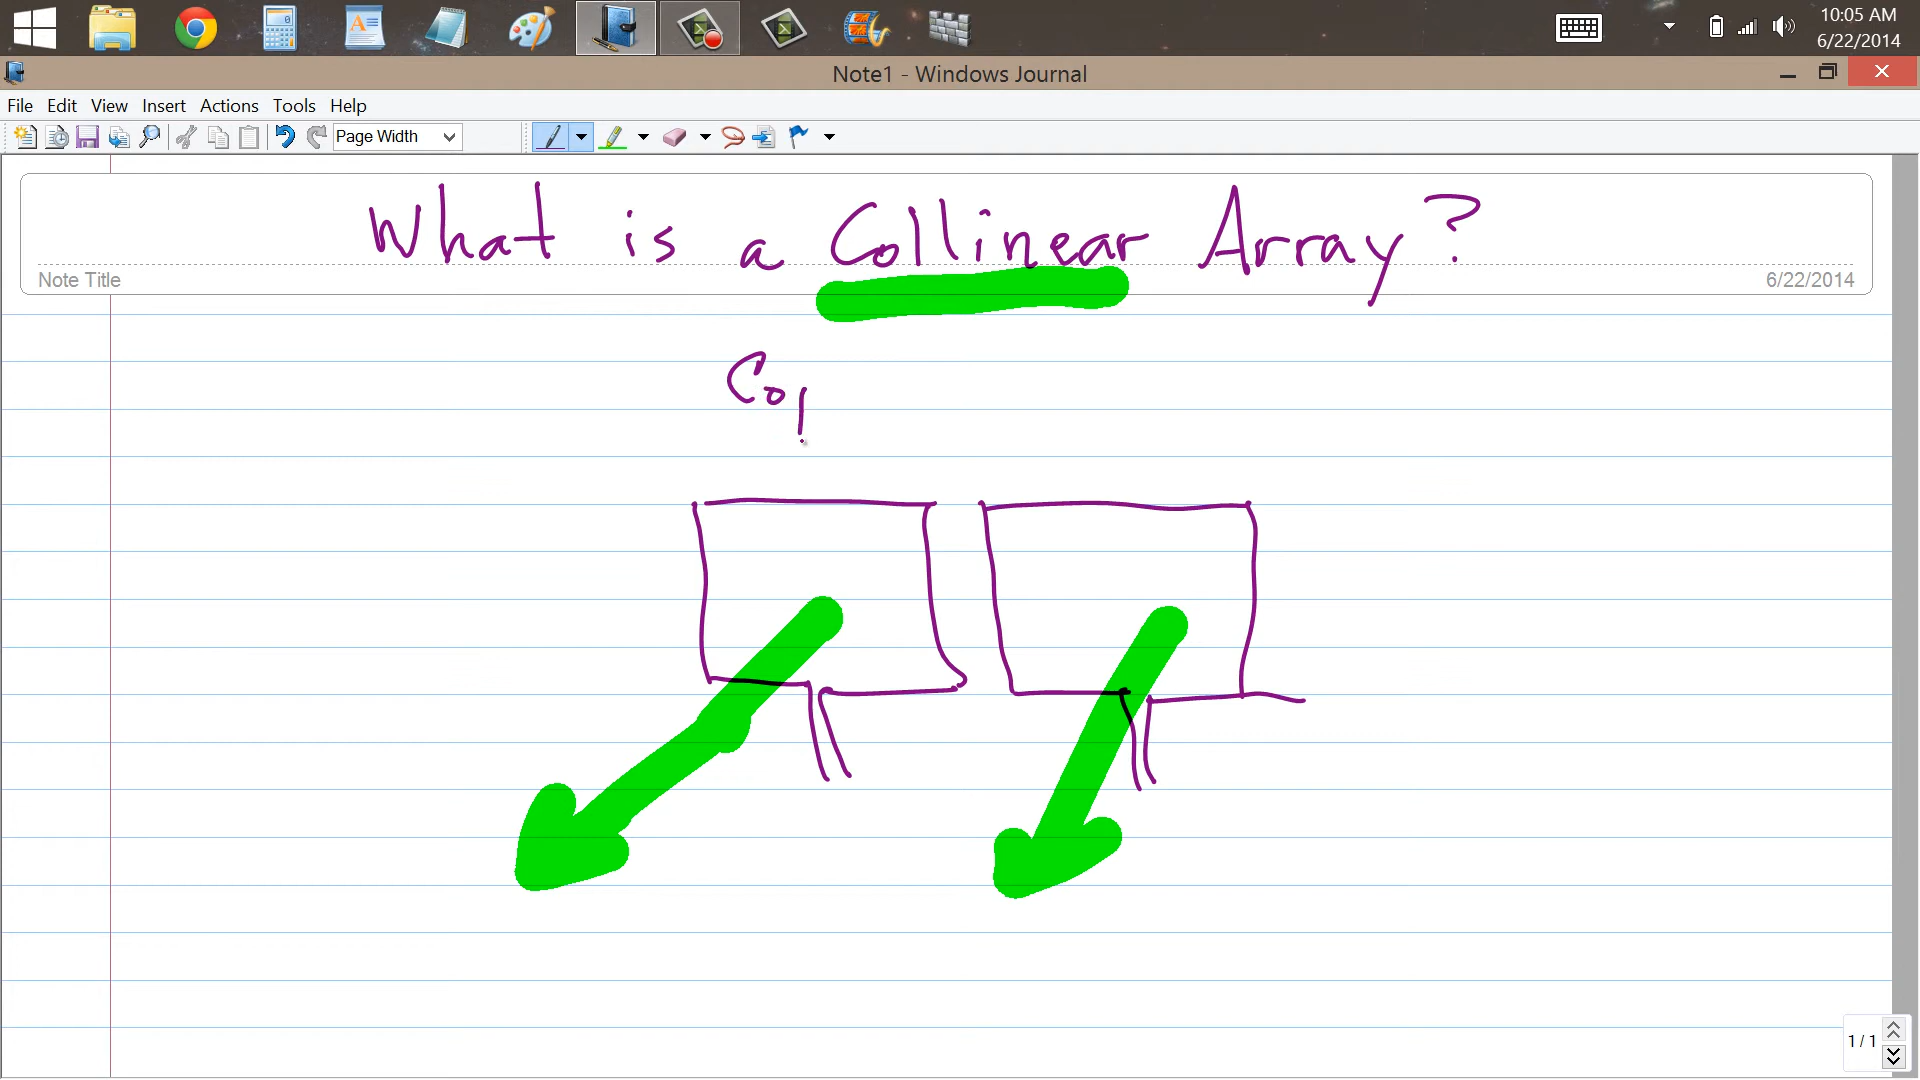 10:05 AM
6/22/2014
Note1 - Windows Journal
File Edit View Insert Actions Tools Help
Page Width
What is a Collinear Array?
Note Title 6/22/2014
Co
1 / 1